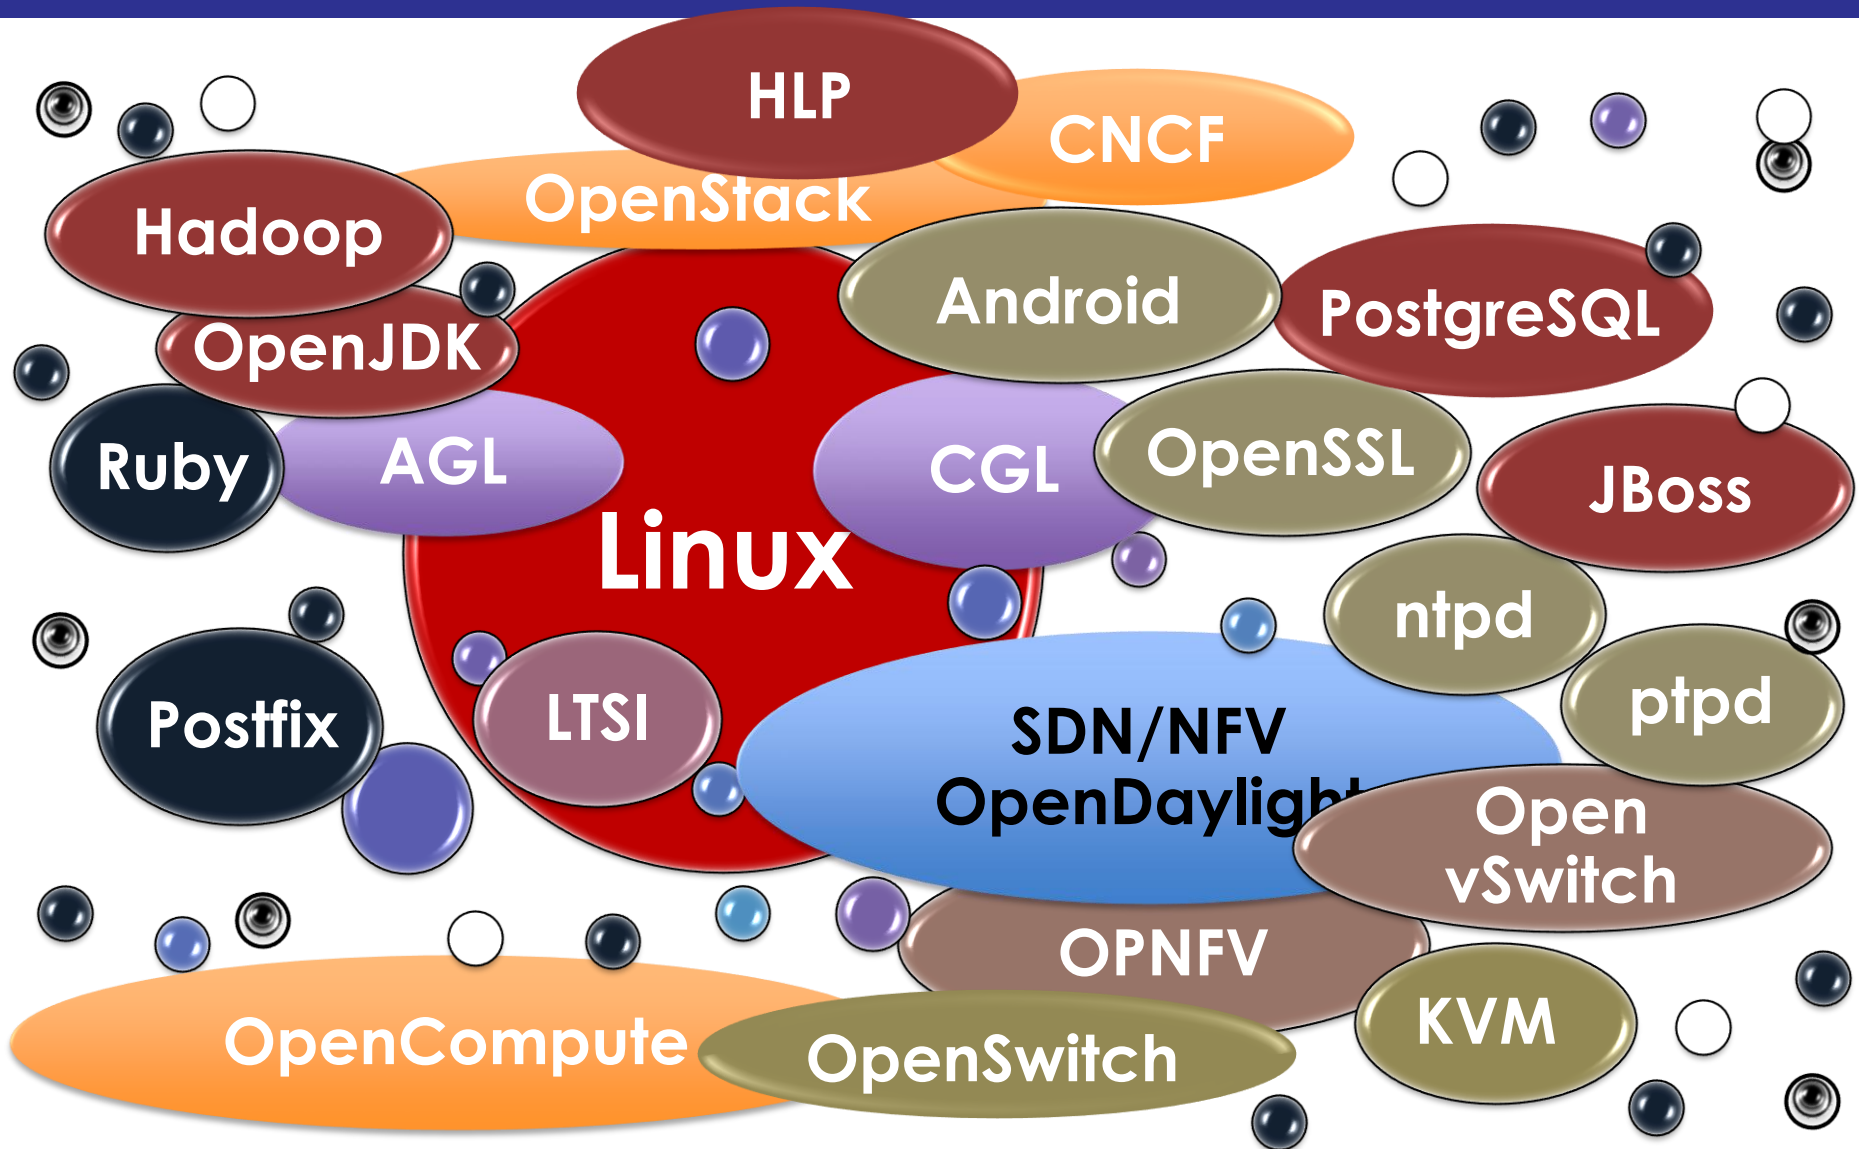 HLP
CNCF
OpenStack
Hadoop
Android
PostgreSQL
OpenJDK
Ruby
AGL
CGL
OpenSSL
JBoss
Linux
ntpd
Postfix
LTSI
SDN/NFV
OpenDaylight
ptpd
Open
vSwitch
OPNFV
KVM
OpenCompute
OpenSwitch